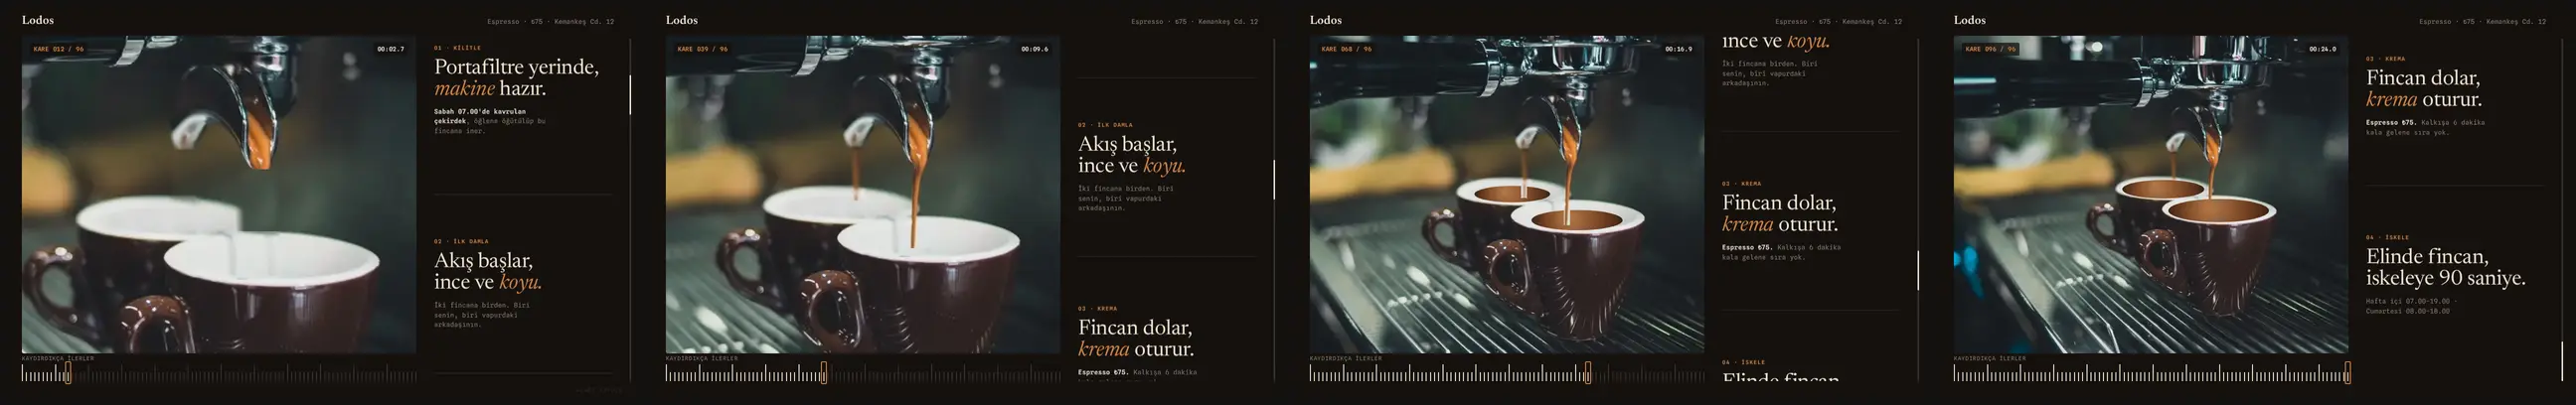 Lodos
Espresso · ₺75 · Kemankeş Cd. 12
KARE 012 / 96
00:02.7
01 · KİLİTLE
Portafiltre yerinde,
makine hazır.
Sabah 07.00'de kavrulan
çekirdek, öğlene öğütülüp bu
fincana iner.
02 · İLK DAMLA
Akış başlar,
ince ve koyu.
İki fincana birden. Biri
senin, biri vapurdaki
arkadaşının.
KAYDIRDIKÇA İLERLER
Lodos
Espresso · ₺75 · Kemankeş Cd. 12
KARE 039 / 96
00:09.6
02 · İLK DAMLA
Akış başlar,
ince ve koyu.
İki fincana birden. Biri
senin, biri vapurdaki
arkadaşının.
03 · KREMA
Fincan dolar,
krema oturur.
Espresso ₺75. Kalkışa 6 dakika
KAYDIRDIKÇA İLERLER
Lodos
Espresso · ₺75 · Kemankeş Cd. 12
KARE 068 / 96
00:16.9
ince ve koyu.
İki fincana birden. Biri
senin, biri vapurdaki
arkadaşının.
03 · KREMA
Fincan dolar,
krema oturur.
Espresso ₺75. Kalkışa 6 dakika
kala gelene sıra yok.
04 · İSKELE
Elinde fincan,
KAYDIRDIKÇA İLERLER
Lodos
Espresso · ₺75 · Kemankeş Cd. 12
KARE 096 / 96
00:24.0
03 · KREMA
Fincan dolar,
krema oturur.
Espresso ₺75. Kalkışa 6 dakika
kala gelene sıra yok.
04 · İSKELE
Elinde fincan,
iskeleye 90 saniye.
Hafta içi 07.00–19.00 ·
Cumartesi 08.00–18.00
KAYDIRDIKÇA İLERLER